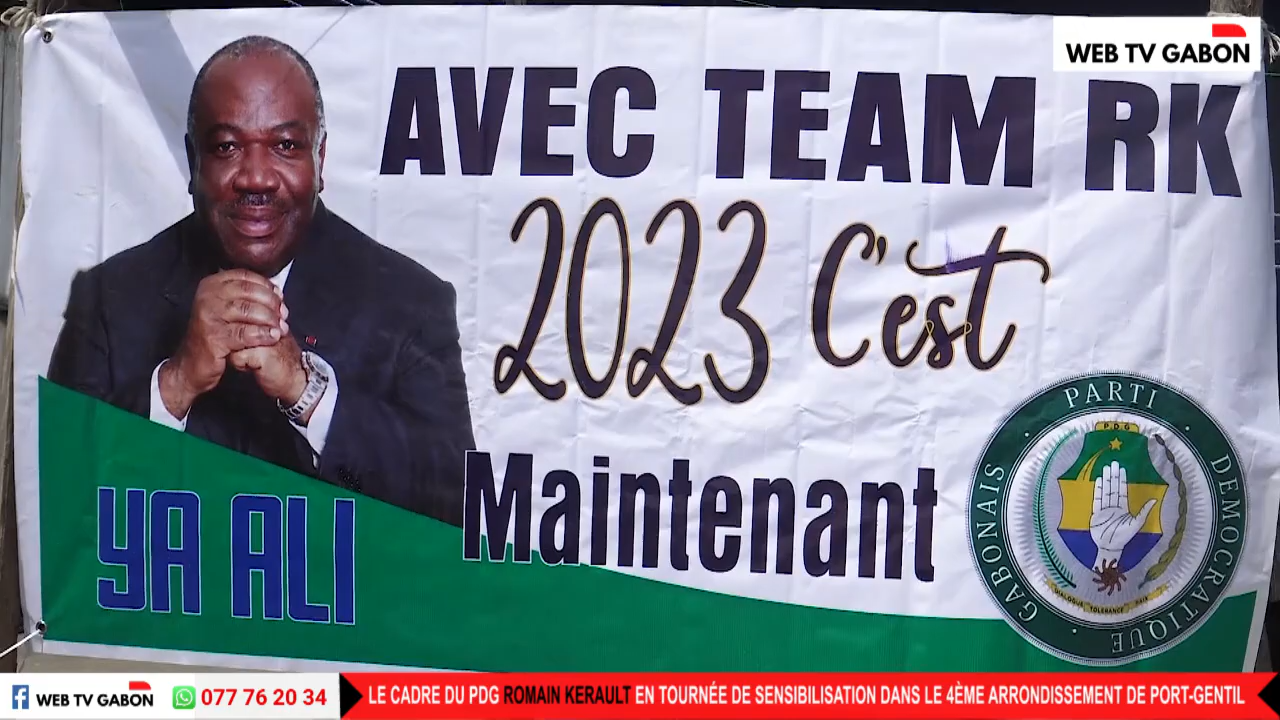 WEB TV GABON
AVEC TEAM RK
2023 C'est
Maintenant
YA ALI
PARTI DEMOCRATIQUE GABONAIS
PDG
DIALOGUE TOLERANCE PAIX
WEB TV GABON
077 76 20 34
LE CADRE DU PDG ROMAIN KERAULT EN TOURNÉE DE SENSIBILISATION DANS LE 4ÈME ARRONDISSEMENT DE PORT-GENTIL